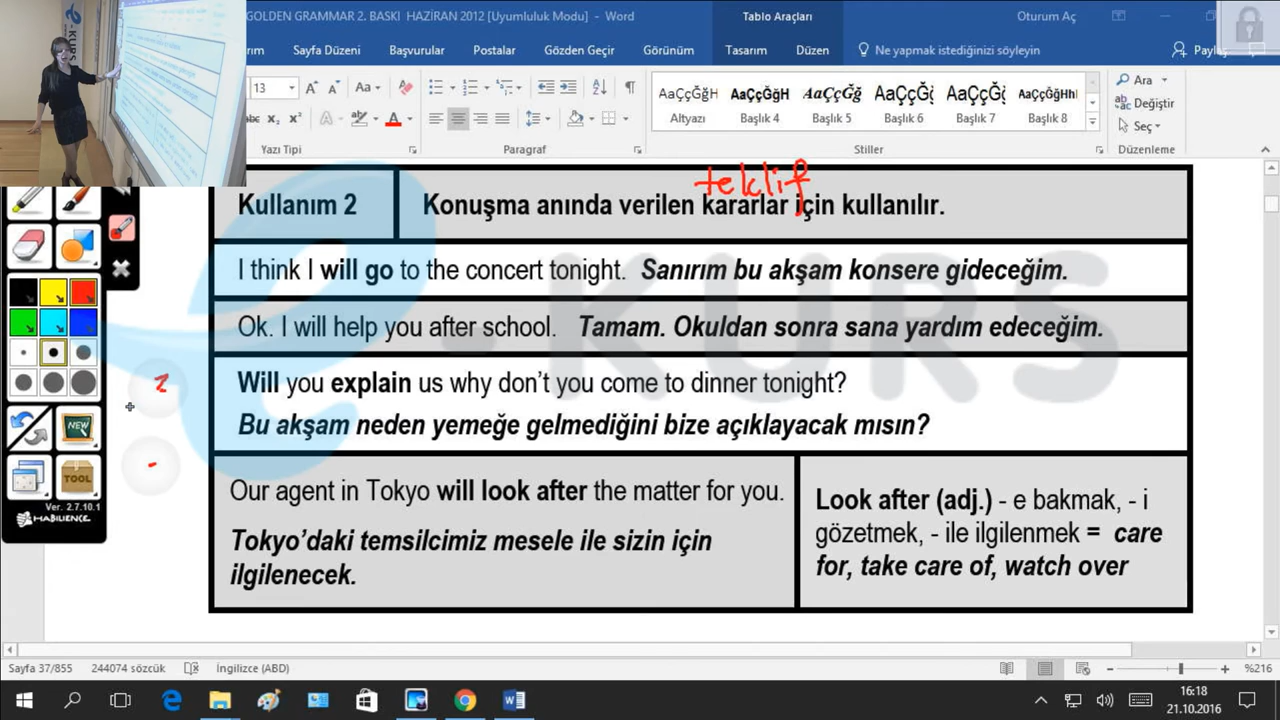 GOLDEN GRAMMAR 2. BASKI HAZİRAN 2012 [Uyumluluk Modu] - Word
Tablo Araçları
Oturum Aç
Sayfa Düzeni Başvurular Postalar Gözden Geçir Görünüm Tasarım Düzen Ne yapmak istediğinizi söyleyin Paylaş
13
Aa
Ara
AaÇçĞğH AaÇçĞğH AaÇçĞğ AaÇçĞğ AaÇçĞğ AaÇçĞğHh
Değiştir
Altyazı Başlık 4 Başlık 5 Başlık 6 Başlık 7 Başlık 8
Seç
Yazı Tipi Paragraf Stiller Düzenleme
teklif
Kullanım 2 Konuşma anında verilen kararlar için kullanılır.
I think I will go to the concert tonight. Sanırım bu akşam konsere gideceğim.
Ok. I will help you after school. Tamam. Okuldan sonra sana yardım edeceğim.
Will you explain us why don't you come to dinner tonight?
Bu akşam neden yemeğe gelmediğini bize açıklayacak mısın?
Our agent in Tokyo will look after the matter for you.
Tokyo'daki temsilcimiz mesele ile sizin için
ilgilenecek.
Look after (adj.) - e bakmak, - i
gözetmek, - ile ilgilenmek = care
for, take care of, watch over
e-KURS
NEW
TOOL
Ver. 2.7.10.1
HABILIENCE
Sayfa 37/855 244074 sözcük İngilizce (ABD) %216
16:18
21.10.2016